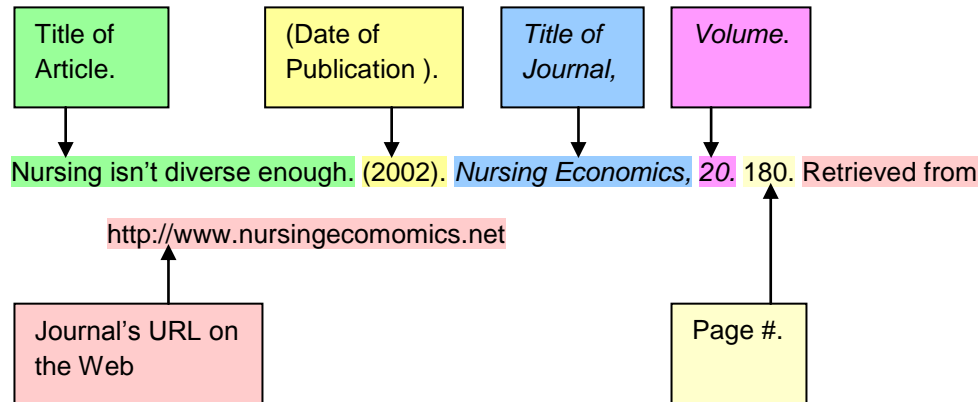 Title of
Article.
(Date of
Publication ).
Title of
Journal,
Volume.
Nursing isn't diverse enough. (2002). Nursing Economics, 20. 180. Retrieved from
http://www.nursingecomomics.net
Journal's URL on
the Web
Page #.